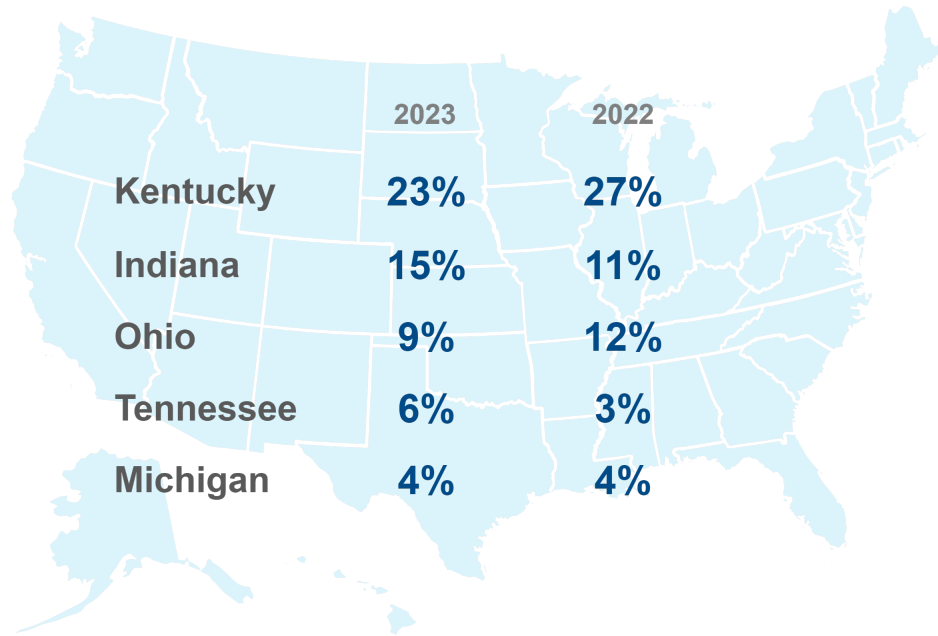 2023 2022
Kentucky 23% 27%
Indiana 15% 11%
Ohio 9% 12%
Tennessee 6% 3%
Michigan 4% 4%